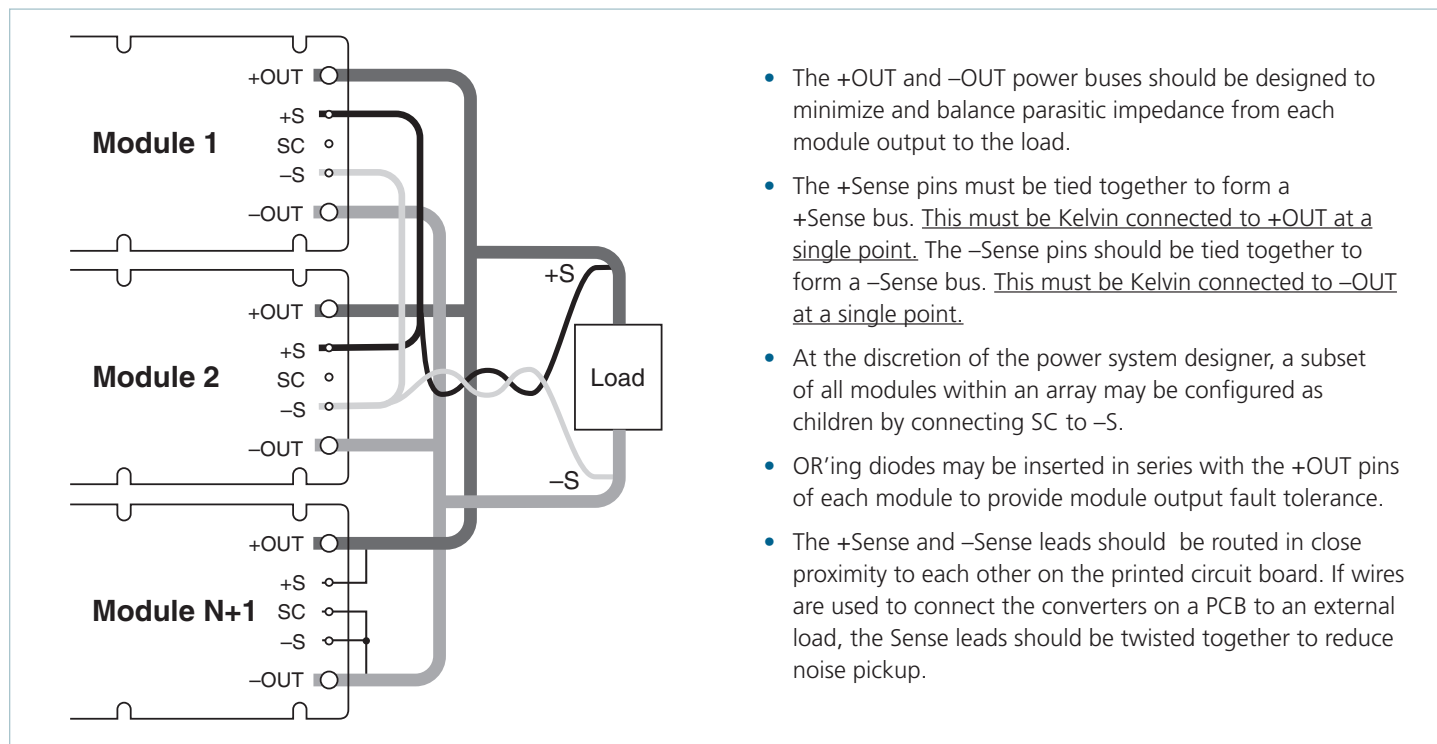 +OUT
+S
Module 1
SC
–S
–OUT
+OUT
+S
Module 2
SC
–S
–OUT
+OUT
+S
Module N+1
SC
–S
–OUT
+S
Load
–S
• The +OUT and –OUT power buses should be designed to
minimize and balance parasitic impedance from each
module output to the load.
• The +Sense pins must be tied together to form a
+Sense bus. This must be Kelvin connected to +OUT at a
single point. The –Sense pins should be tied together to
form a –Sense bus. This must be Kelvin connected to –OUT
at a single point.
• At the discretion of the power system designer, a subset
of all modules within an array may be configured as
children by connecting SC to –S.
• OR’ing diodes may be inserted in series with the +OUT pins
of each module to provide module output fault tolerance.
• The +Sense and –Sense leads should  be routed in close
proximity to each other on the printed circuit board. If wires
are used to connect the converters on a PCB to an external
load, the Sense leads should be twisted together to reduce
noise pickup.